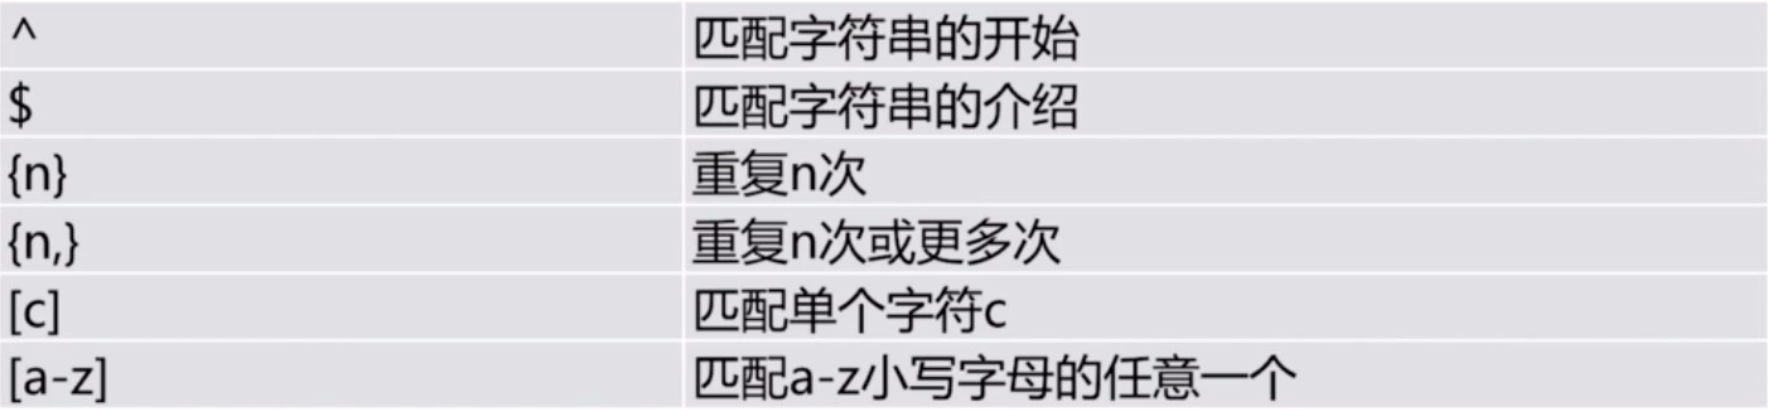 ^ 匹配字符串的开始
$ 匹配字符串的介绍
{n} 重复n次
{n,} 重复n次或更多次
[c] 匹配单个字符c
[a-z] 匹配a-z小写字母的任意一个